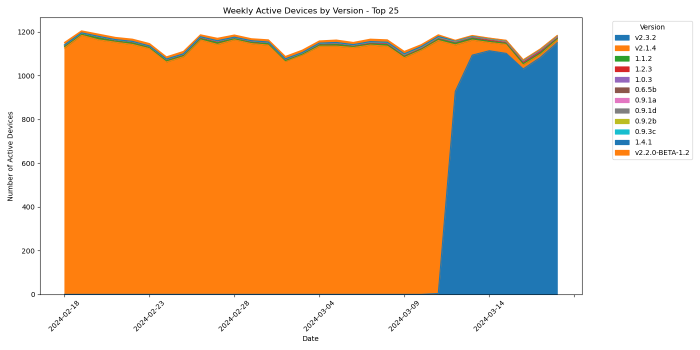 Weekly Active Devices by Version - Top 25
Number of Active Devices
1200
1000
800
600
400
200
0
2024-02-18
2024-02-23
2024-02-28
2024-03-04
2024-03-09
2024-03-14
Date
Version
v2.3.2
v2.1.4
1.1.2
1.2.3
1.0.3
0.6.5b
0.9.1a
0.9.1d
0.9.2b
0.9.3c
1.4.1
v2.2.0-BETA-1.2